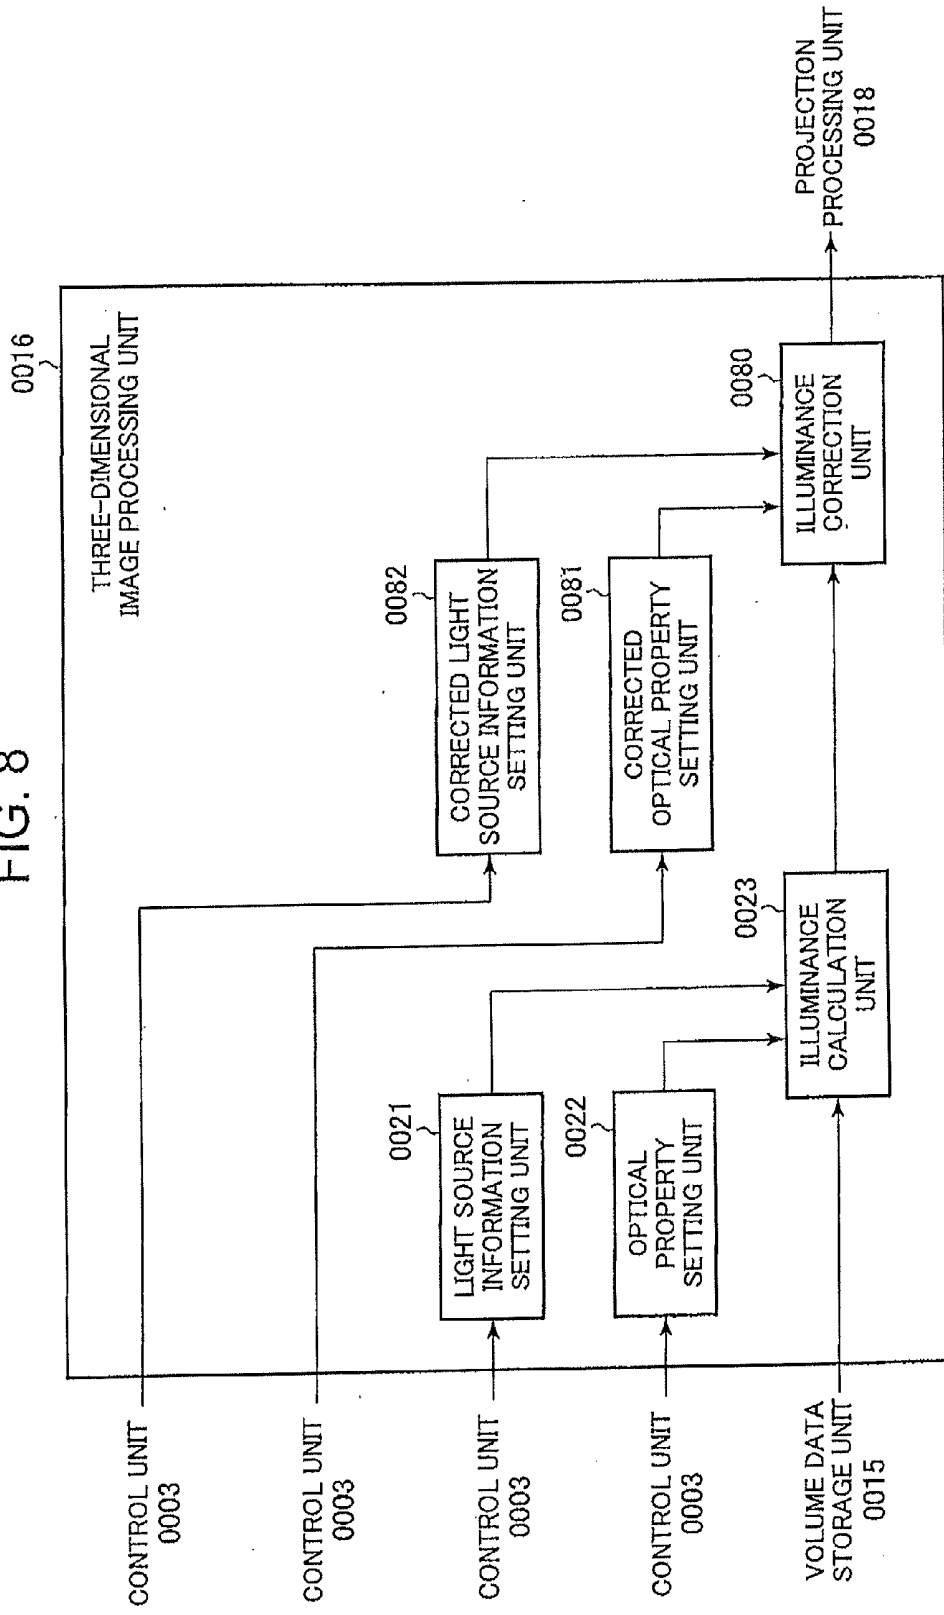 FIG. 8
0016
THREE-DIMENSIONAL
IMAGE PROCESSING UNIT
CONTROL UNIT
0003
CONTROL UNIT
0003
CONTROL UNIT
0003
CONTROL UNIT
0003
VOLUME DATA
STORAGE UNIT
0015
0021
LIGHT SOURCE
INFORMATION
SETTING UNIT
0022
OPTICAL
PROPERTY
SETTING UNIT
0023
ILLUMINANCE
CALCULATION
UNIT
0082
CORRECTED LIGHT
SOURCE INFORMATION
SETTING UNIT
0081
CORRECTED
OPTICAL PROPERTY
SETTING UNIT
0080
ILLUMINANCE
CORRECTION
UNIT
PROJECTION
PROCESSING UNIT
0018